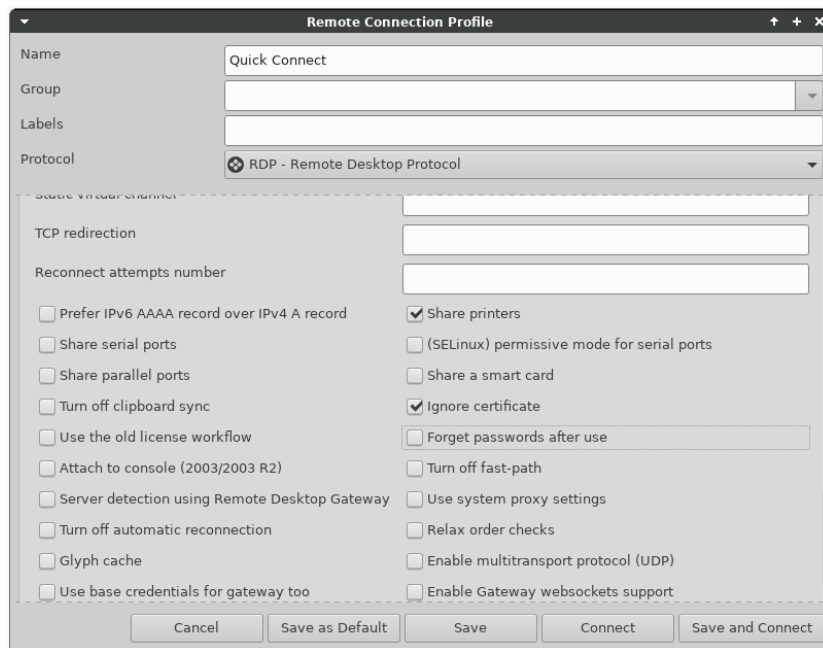 Remote Connection Profile
Name
Quick Connect
Group
Labels
Protocol
RDP - Remote Desktop Protocol
Static virtual channel
TCP redirection
Reconnect attempts number
Prefer IPv6 AAAA record over IPv4 A record
Share printers
Share serial ports
(SELinux) permissive mode for serial ports
Share parallel ports
Share a smart card
Turn off clipboard sync
Ignore certificate
Use the old license workflow
Forget passwords after use
Attach to console (2003/2003 R2)
Turn off fast-path
Server detection using Remote Desktop Gateway
Use system proxy settings
Turn off automatic reconnection
Relax order checks
Glyph cache
Enable multitransport protocol (UDP)
Use base credentials for gateway too
Enable Gateway websockets support
Cancel
Save as Default
Save
Connect
Save and Connect